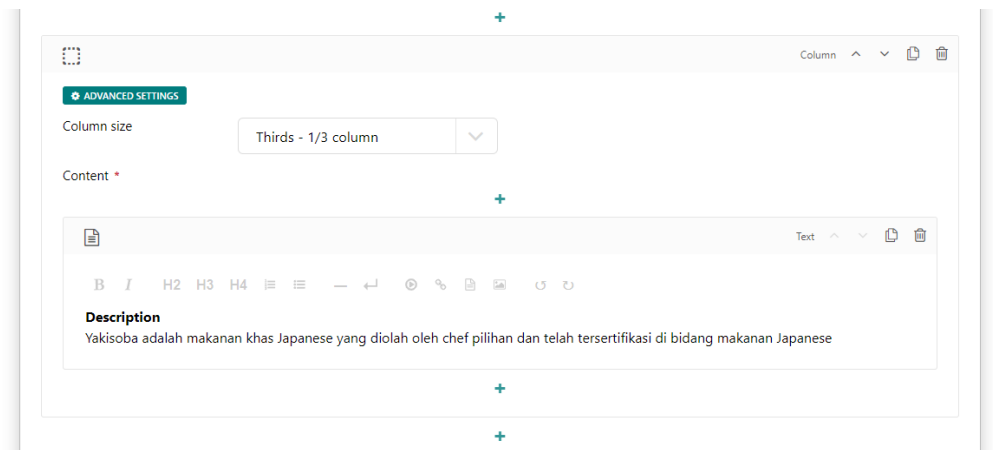 Column
ADVANCED SETTINGS
Column size
Thirds - 1/3 column
Content *
Text
B I H2 H3 H4
Description
Yakisoba adalah makanan khas Japanese yang diolah oleh chef pilihan dan telah tersertifikasi di bidang makanan Japanese